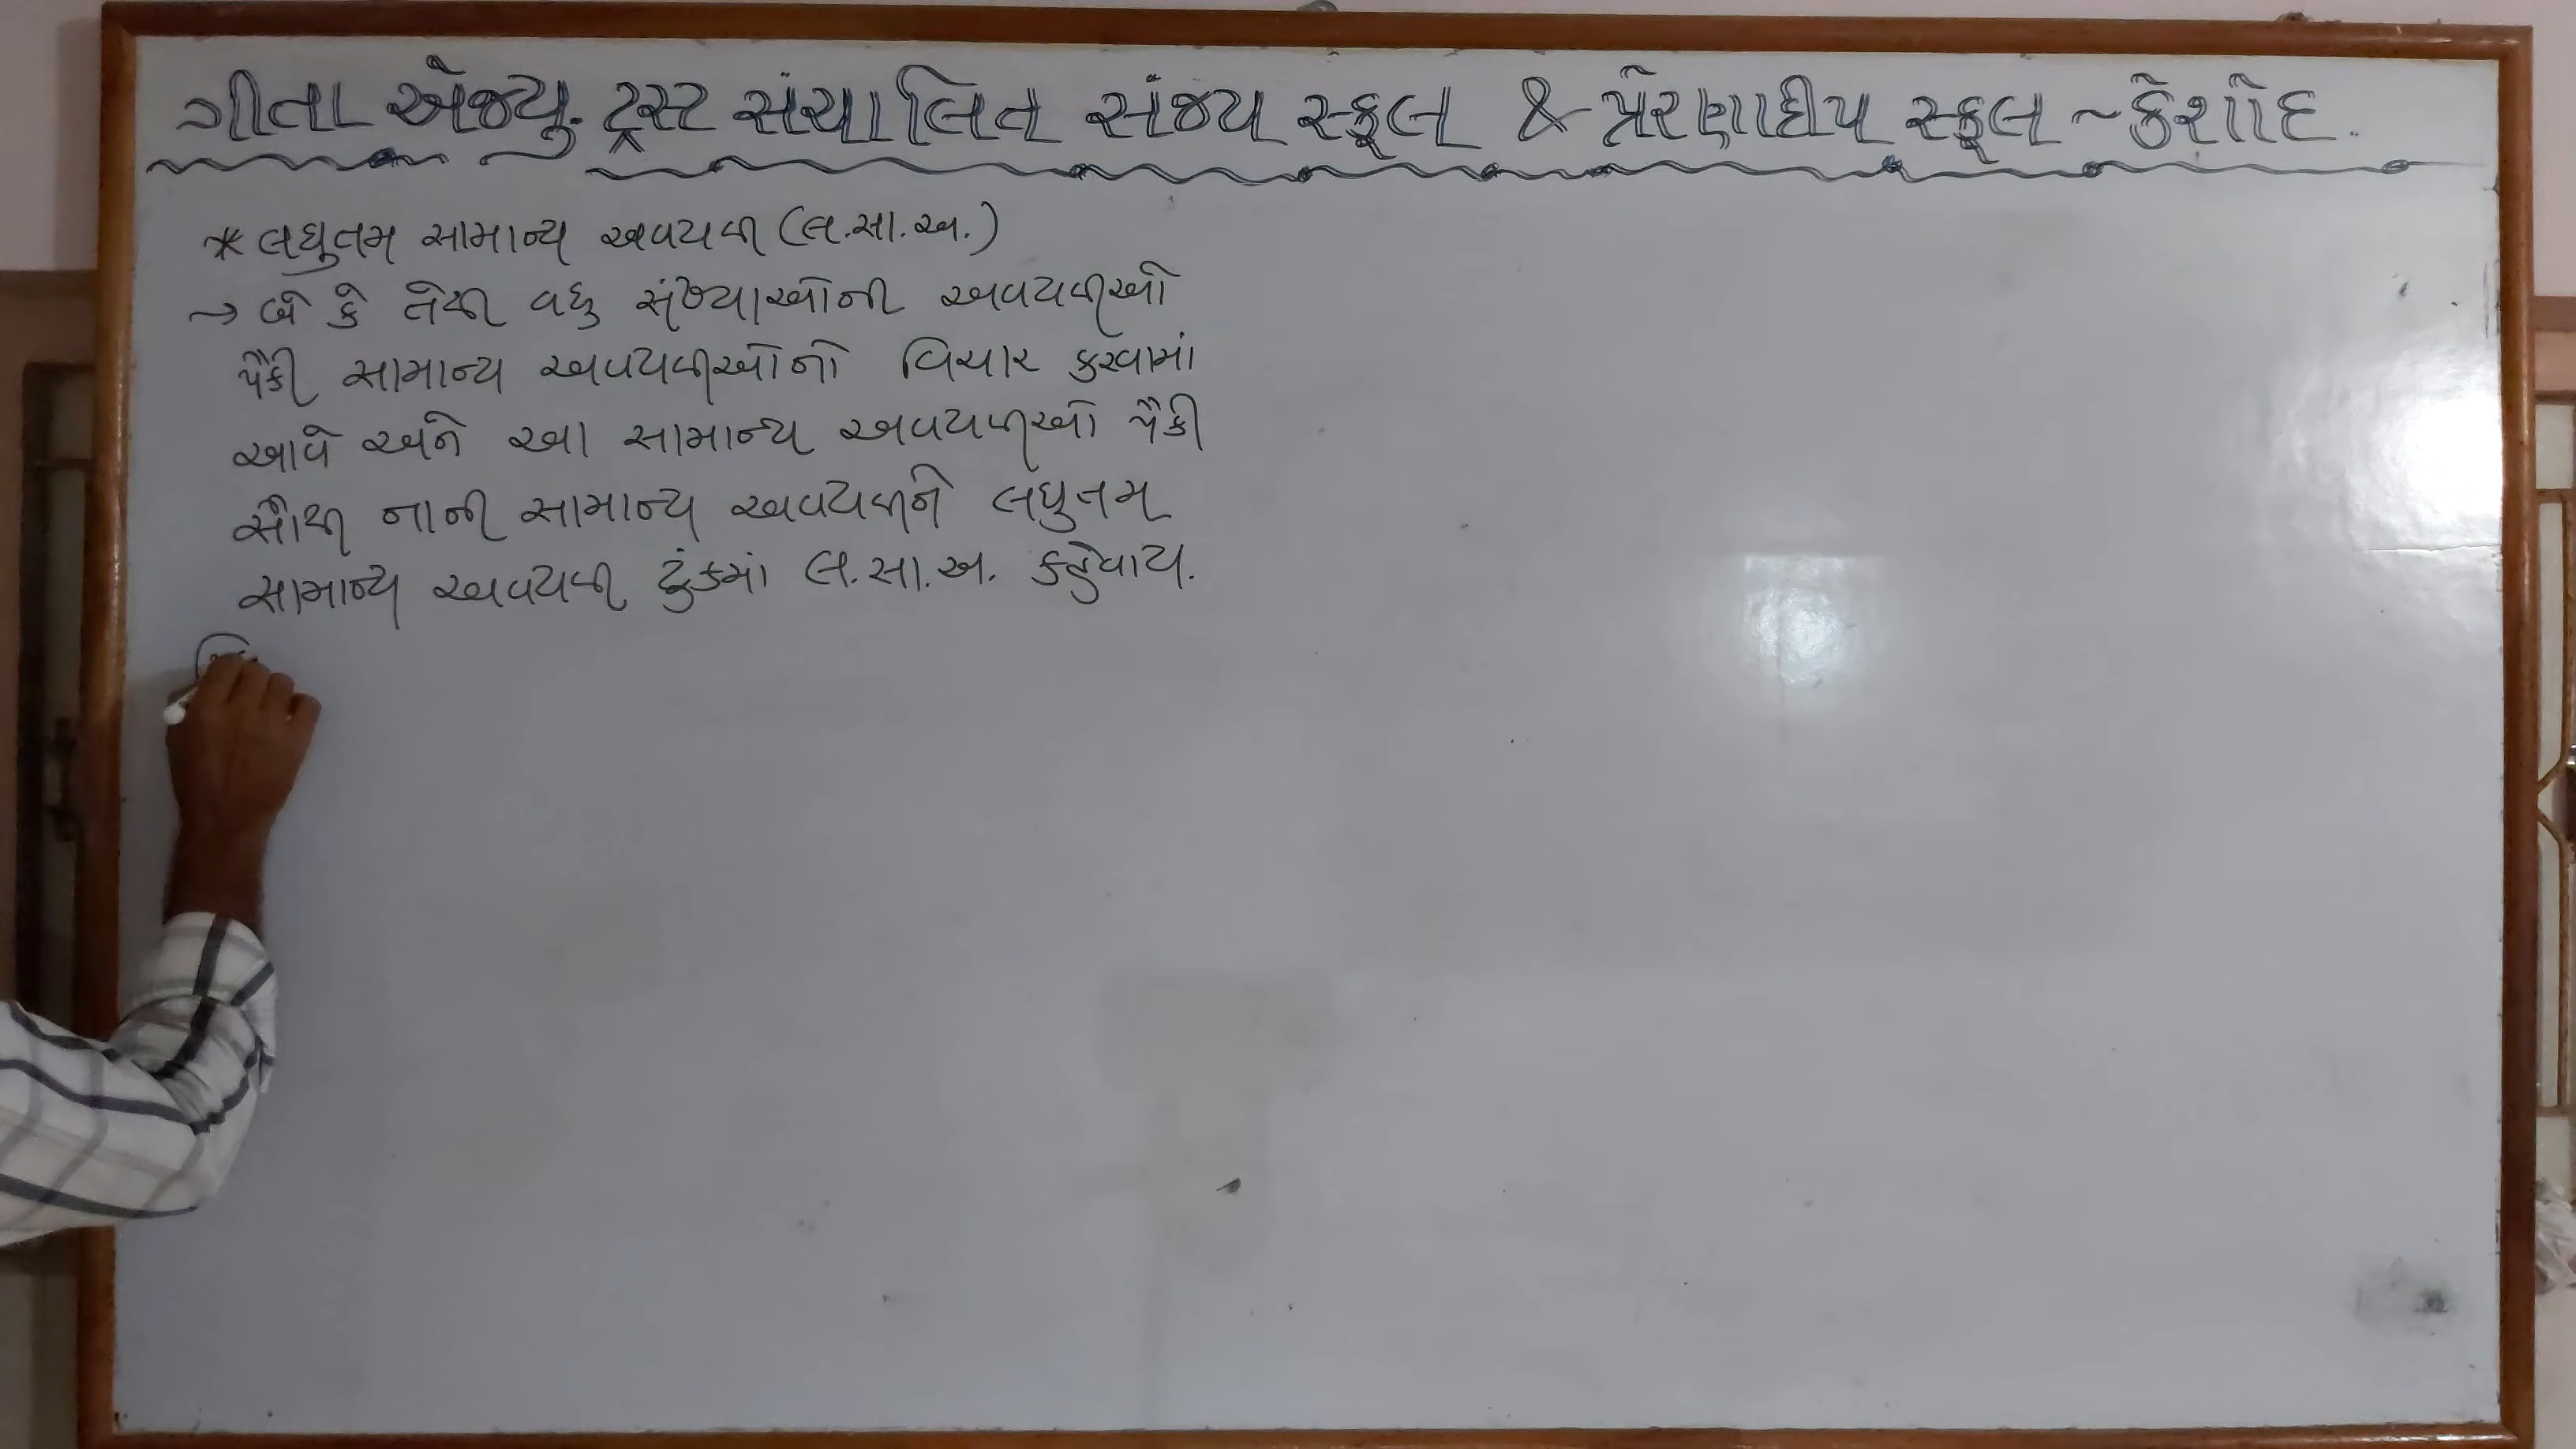 ગીતા એજ્યુ. ટ્રસ્ટ સંચાલિત સંજય સ્કૂલ & પ્રેરણાદીપ સ્કૂલ ~ કેશોદ.
* લઘુતમ સામાન્ય અવયવી (લ.સા.અ.)
→ બે કે તેથી વધુ સંખ્યાઓની અવયવીઓ
પૈકી સામાન્ય અવયવીઓનો વિચાર કરવામાં
આવે અને આ સામાન્ય અવયવીઓ પૈકી
સૌથી નાની સામાન્ય અવયવીને લઘુતમ
સામાન્ય અવયવી ટુંકમાં લ.સા.અ. કહેવાય.